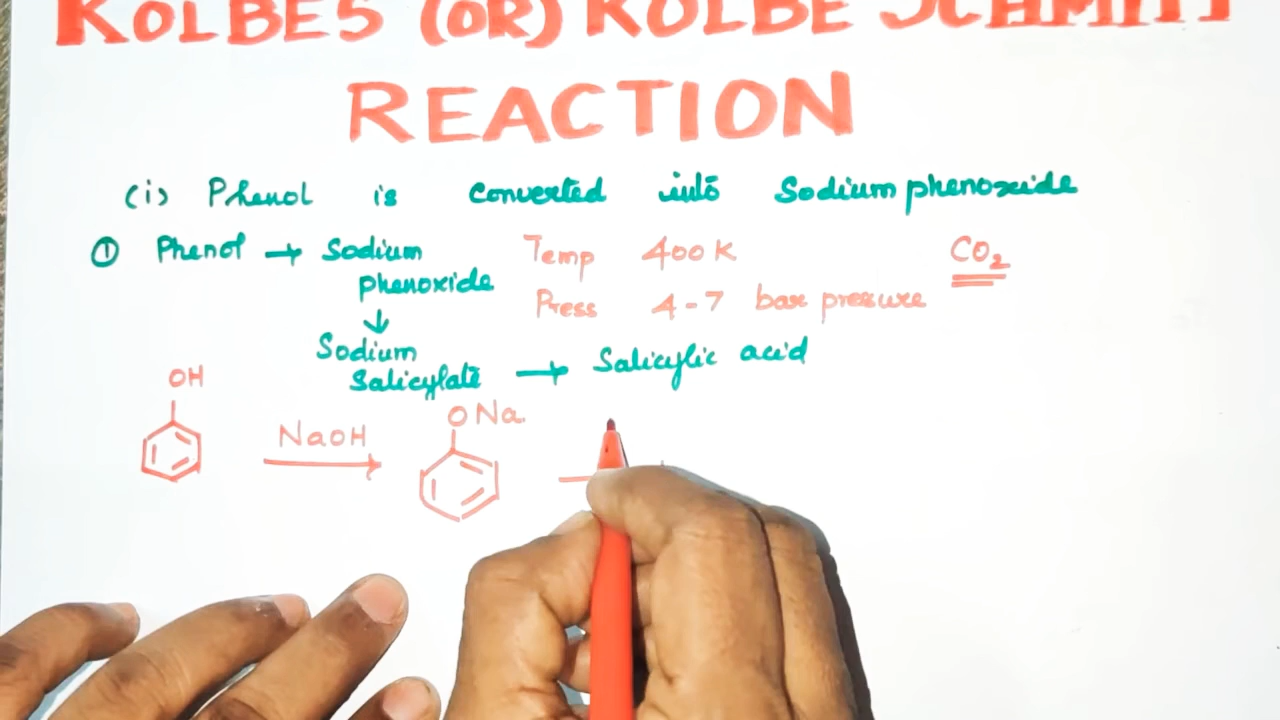 KOLBES (OR) KOLBE SCHMITT
REACTION
(i) Phenol is converted into Sodium phenoxide
① Phenol → Sodium
phenoxide
↓
Sodium
Salicylate → Salicylic acid
Temp 400 K
Press 4-7 bar pressure
CO₂
OH
NaOH
ONa